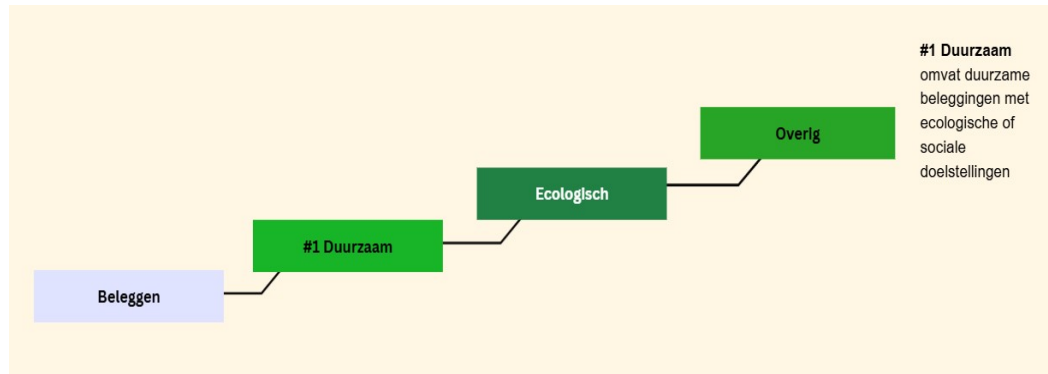 #1 Duurzaam
omvat duurzame
beleggingen met
ecologische of
sociale
doelstellingen
Overig
Ecologisch
#1 Duurzaam
Beleggen